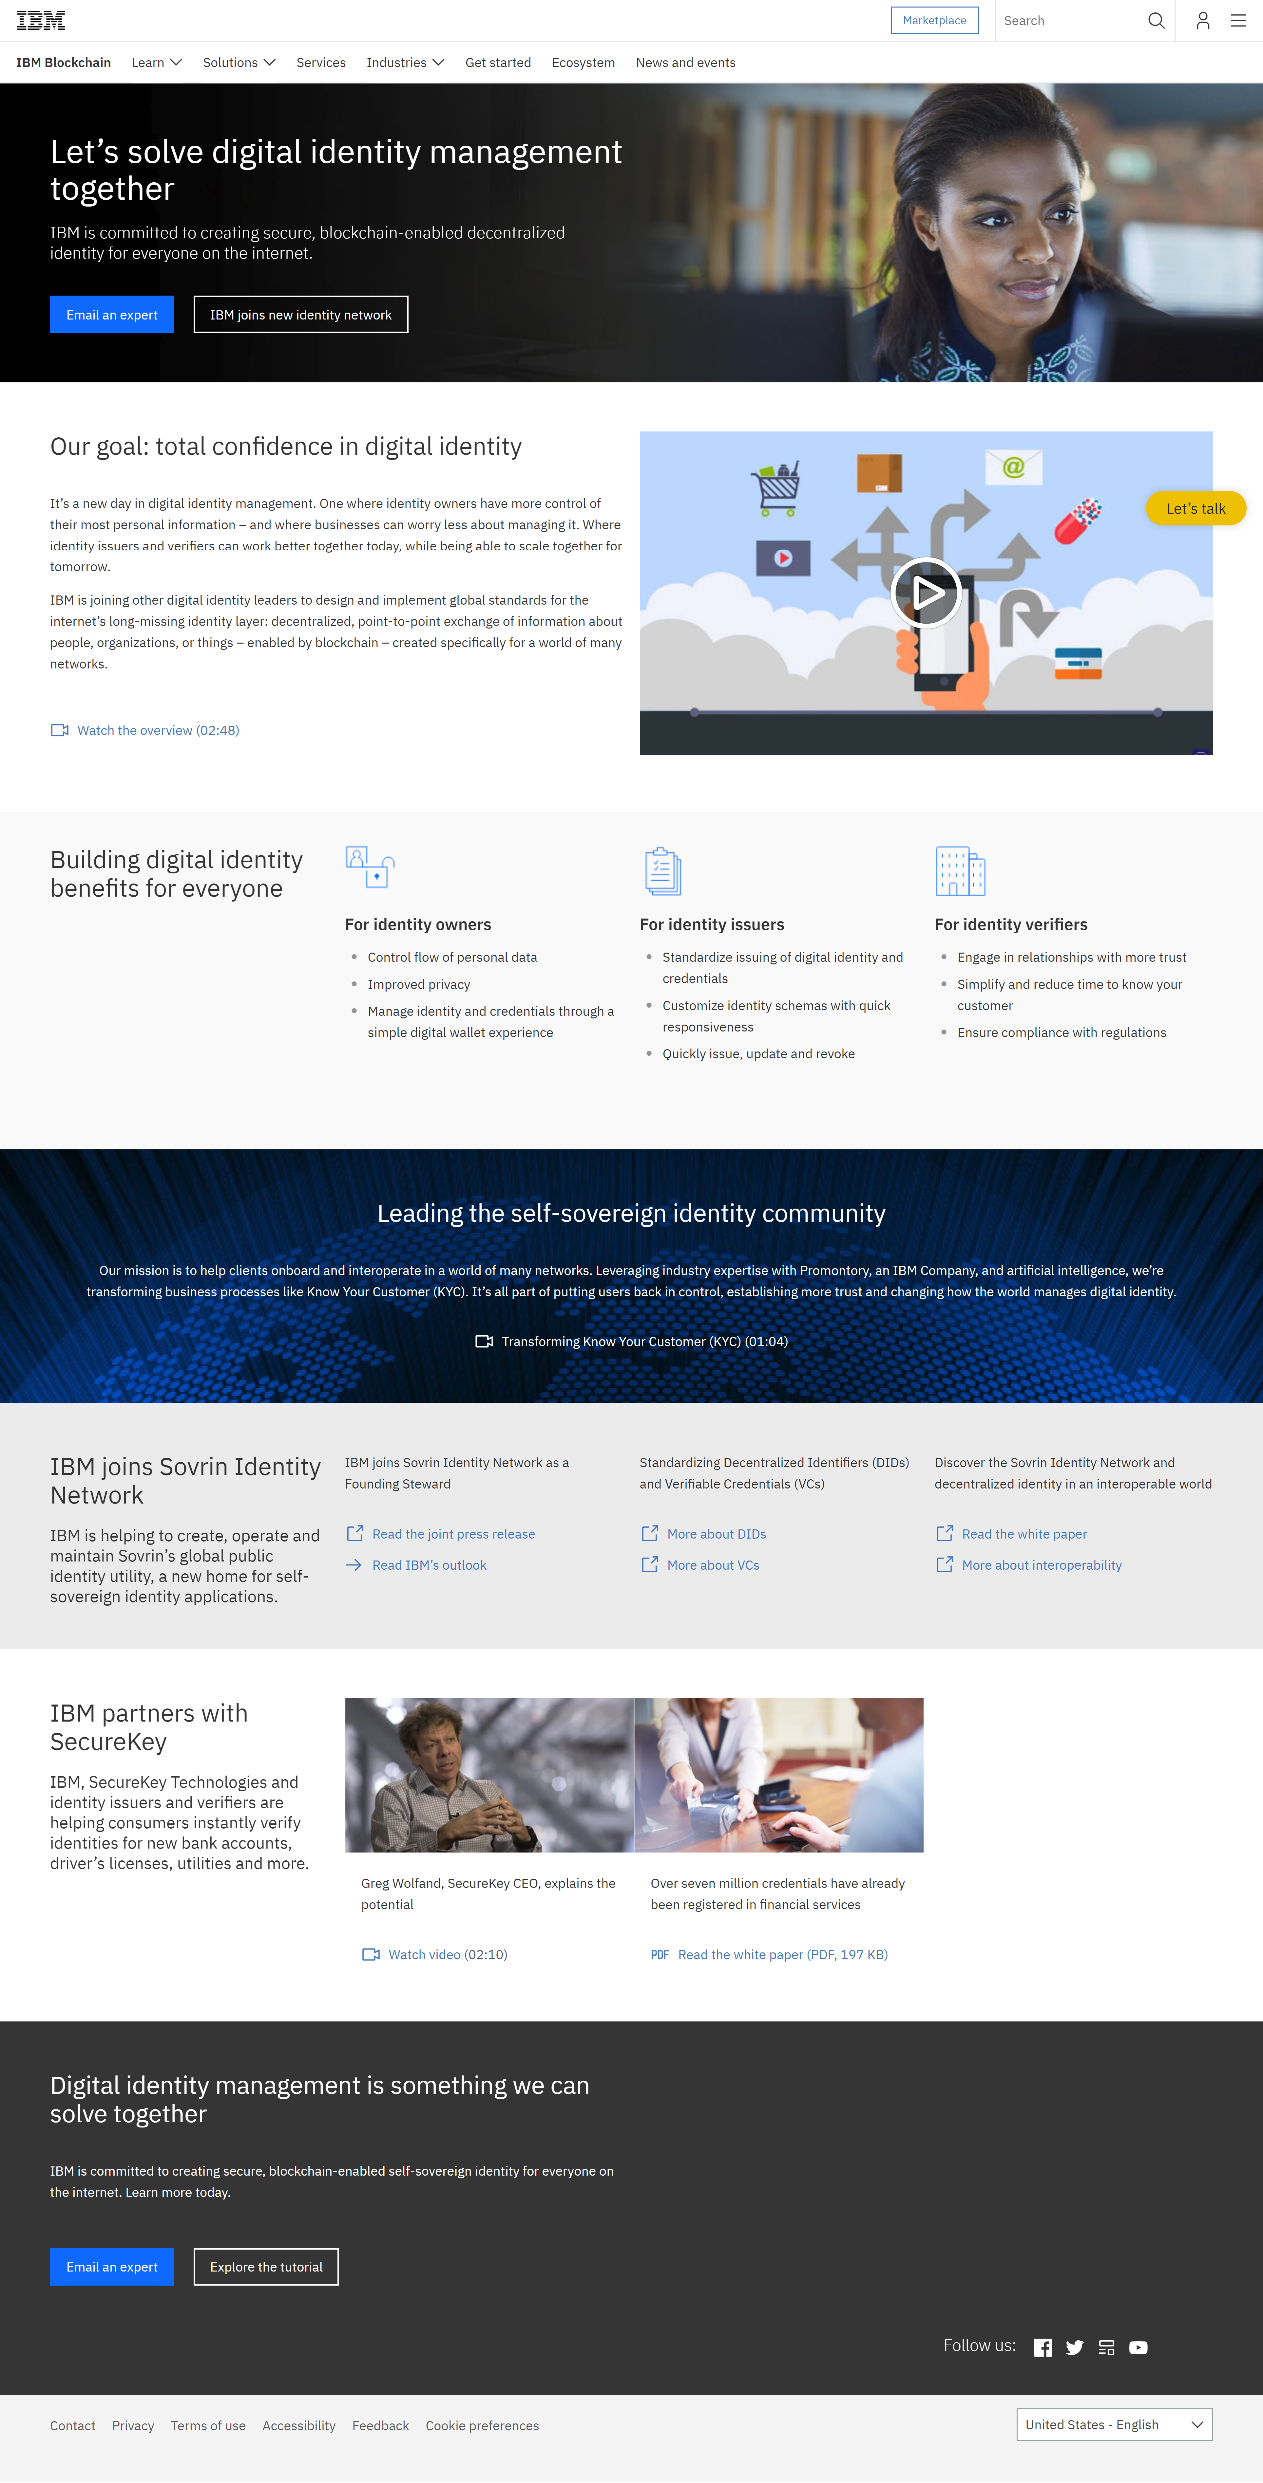 IBM
Marketplace
Search
IBM Blockchain Learn Solutions Services Industries Get started Ecosystem News and events
Let’s solve digital identity management
together
IBM is committed to creating secure, blockchain-enabled decentralized
identity for everyone on the internet.
Email an expert
IBM joins new identity network
Our goal: total confidence in digital identity
It’s a new day in digital identity management. One where identity owners have more control of
their most personal information – and where businesses can worry less about managing it. Where
identity issuers and verifiers can work better together today, while being able to scale together for
tomorrow.
IBM is joining other digital identity leaders to design and implement global standards for the
internet’s long-missing identity layer: decentralized, point-to-point exchange of information about
people, organizations, or things – enabled by blockchain – created specifically for a world of many
networks.
Watch the overview (02:48)
@
Let’s talk
Building digital identity
benefits for everyone
For identity owners
Control flow of personal data
Improved privacy
Manage identity and credentials through a
simple digital wallet experience
For identity issuers
Standardize issuing of digital identity and
credentials
Customize identity schemas with quick
responsiveness
Quickly issue, update and revoke
For identity verifiers
Engage in relationships with more trust
Simplify and reduce time to know your
customer
Ensure compliance with regulations
Leading the self-sovereign identity community
Our mission is to help clients onboard and interoperate in a world of many networks. Leveraging industry expertise with Promontory, an IBM Company, and artificial intelligence, we’re
transforming business processes like Know Your Customer (KYC). It’s all part of putting users back in control, establishing more trust and changing how the world manages digital identity.
Transforming Know Your Customer (KYC) (01:04)
IBM joins Sovrin Identity
Network
IBM is helping to create, operate and
maintain Sovrin’s global public
identity utility, a new home for self-
sovereign identity applications.
IBM joins Sovrin Identity Network as a
Founding Steward
Read the joint press release
Read IBM’s outlook
Standardizing Decentralized Identifiers (DIDs)
and Verifiable Credentials (VCs)
More about DIDs
More about VCs
Discover the Sovrin Identity Network and
decentralized identity in an interoperable world
Read the white paper
More about interoperability
IBM partners with
SecureKey
IBM, SecureKey Technologies and
identity issuers and verifiers are
helping consumers instantly verify
identities for new bank accounts,
driver’s licenses, utilities and more.
Greg Wolfand, SecureKey CEO, explains the
potential
Watch video (02:10)
Over seven million credentials have already
been registered in financial services
PDF Read the white paper (PDF, 197 KB)
Digital identity management is something we can
solve together
IBM is committed to creating secure, blockchain-enabled self-sovereign identity for everyone on
the internet. Learn more today.
Email an expert
Explore the tutorial
Follow us:
Contact Privacy Terms of use Accessibility Feedback Cookie preferences
United States - English